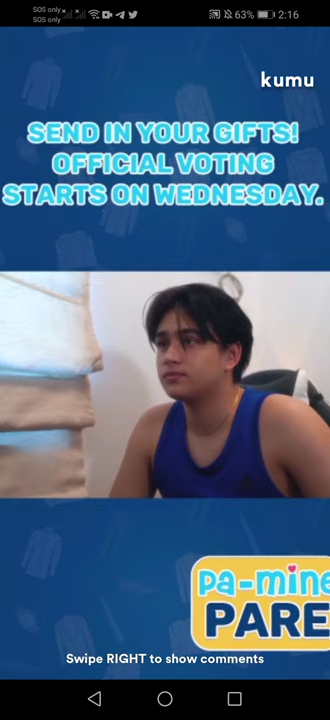 SOS only
SOS only
63% 2:16
kumu
SEND IN YOUR GIFTS!
OFFICIAL VOTING
STARTS ON WEDNESDAY.
pa-mine
PARE
Swipe RIGHT to show comments